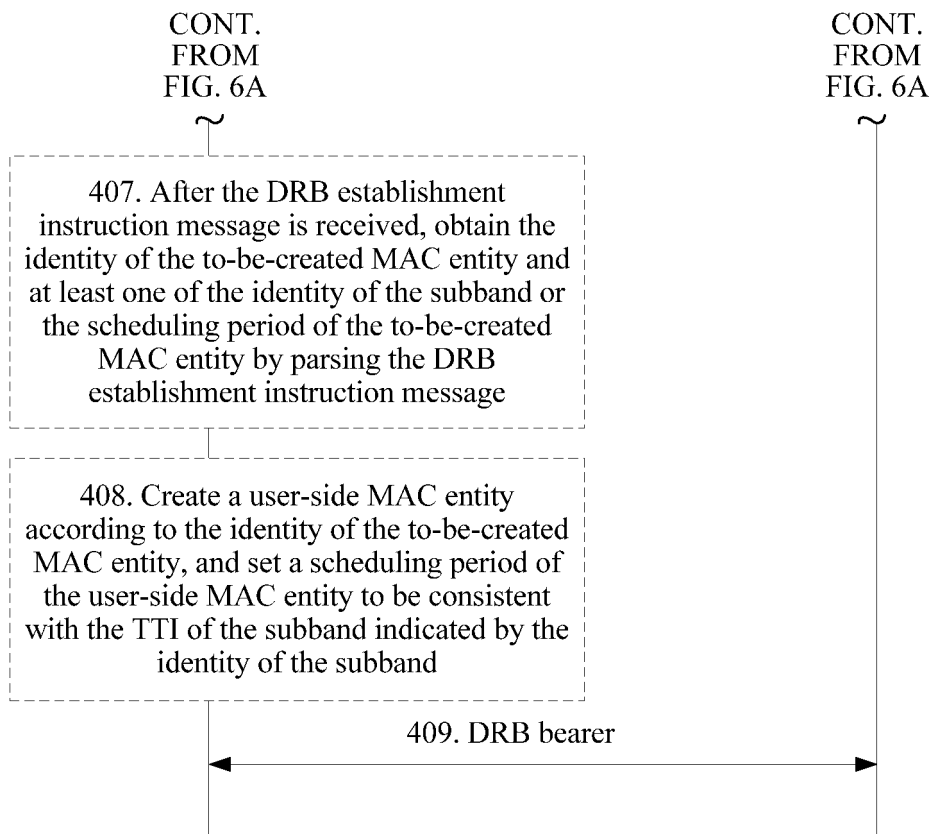 CONT.
FROM
FIG. 6A
CONT.
FROM
FIG. 6A
407. After the DRB establishment
instruction message is received, obtain the
identity of the to-be-created MAC entity and
at least one of the identity of the subband or
the scheduling period of the to-be-created
MAC entity by parsing the DRB
establishment instruction message
408. Create a user-side MAC entity
according to the identity of the to-be-created
MAC entity, and set a scheduling period of
the user-side MAC entity to be consistent
with the TTI of the subband indicated by the
identity of the subband
409. DRB bearer